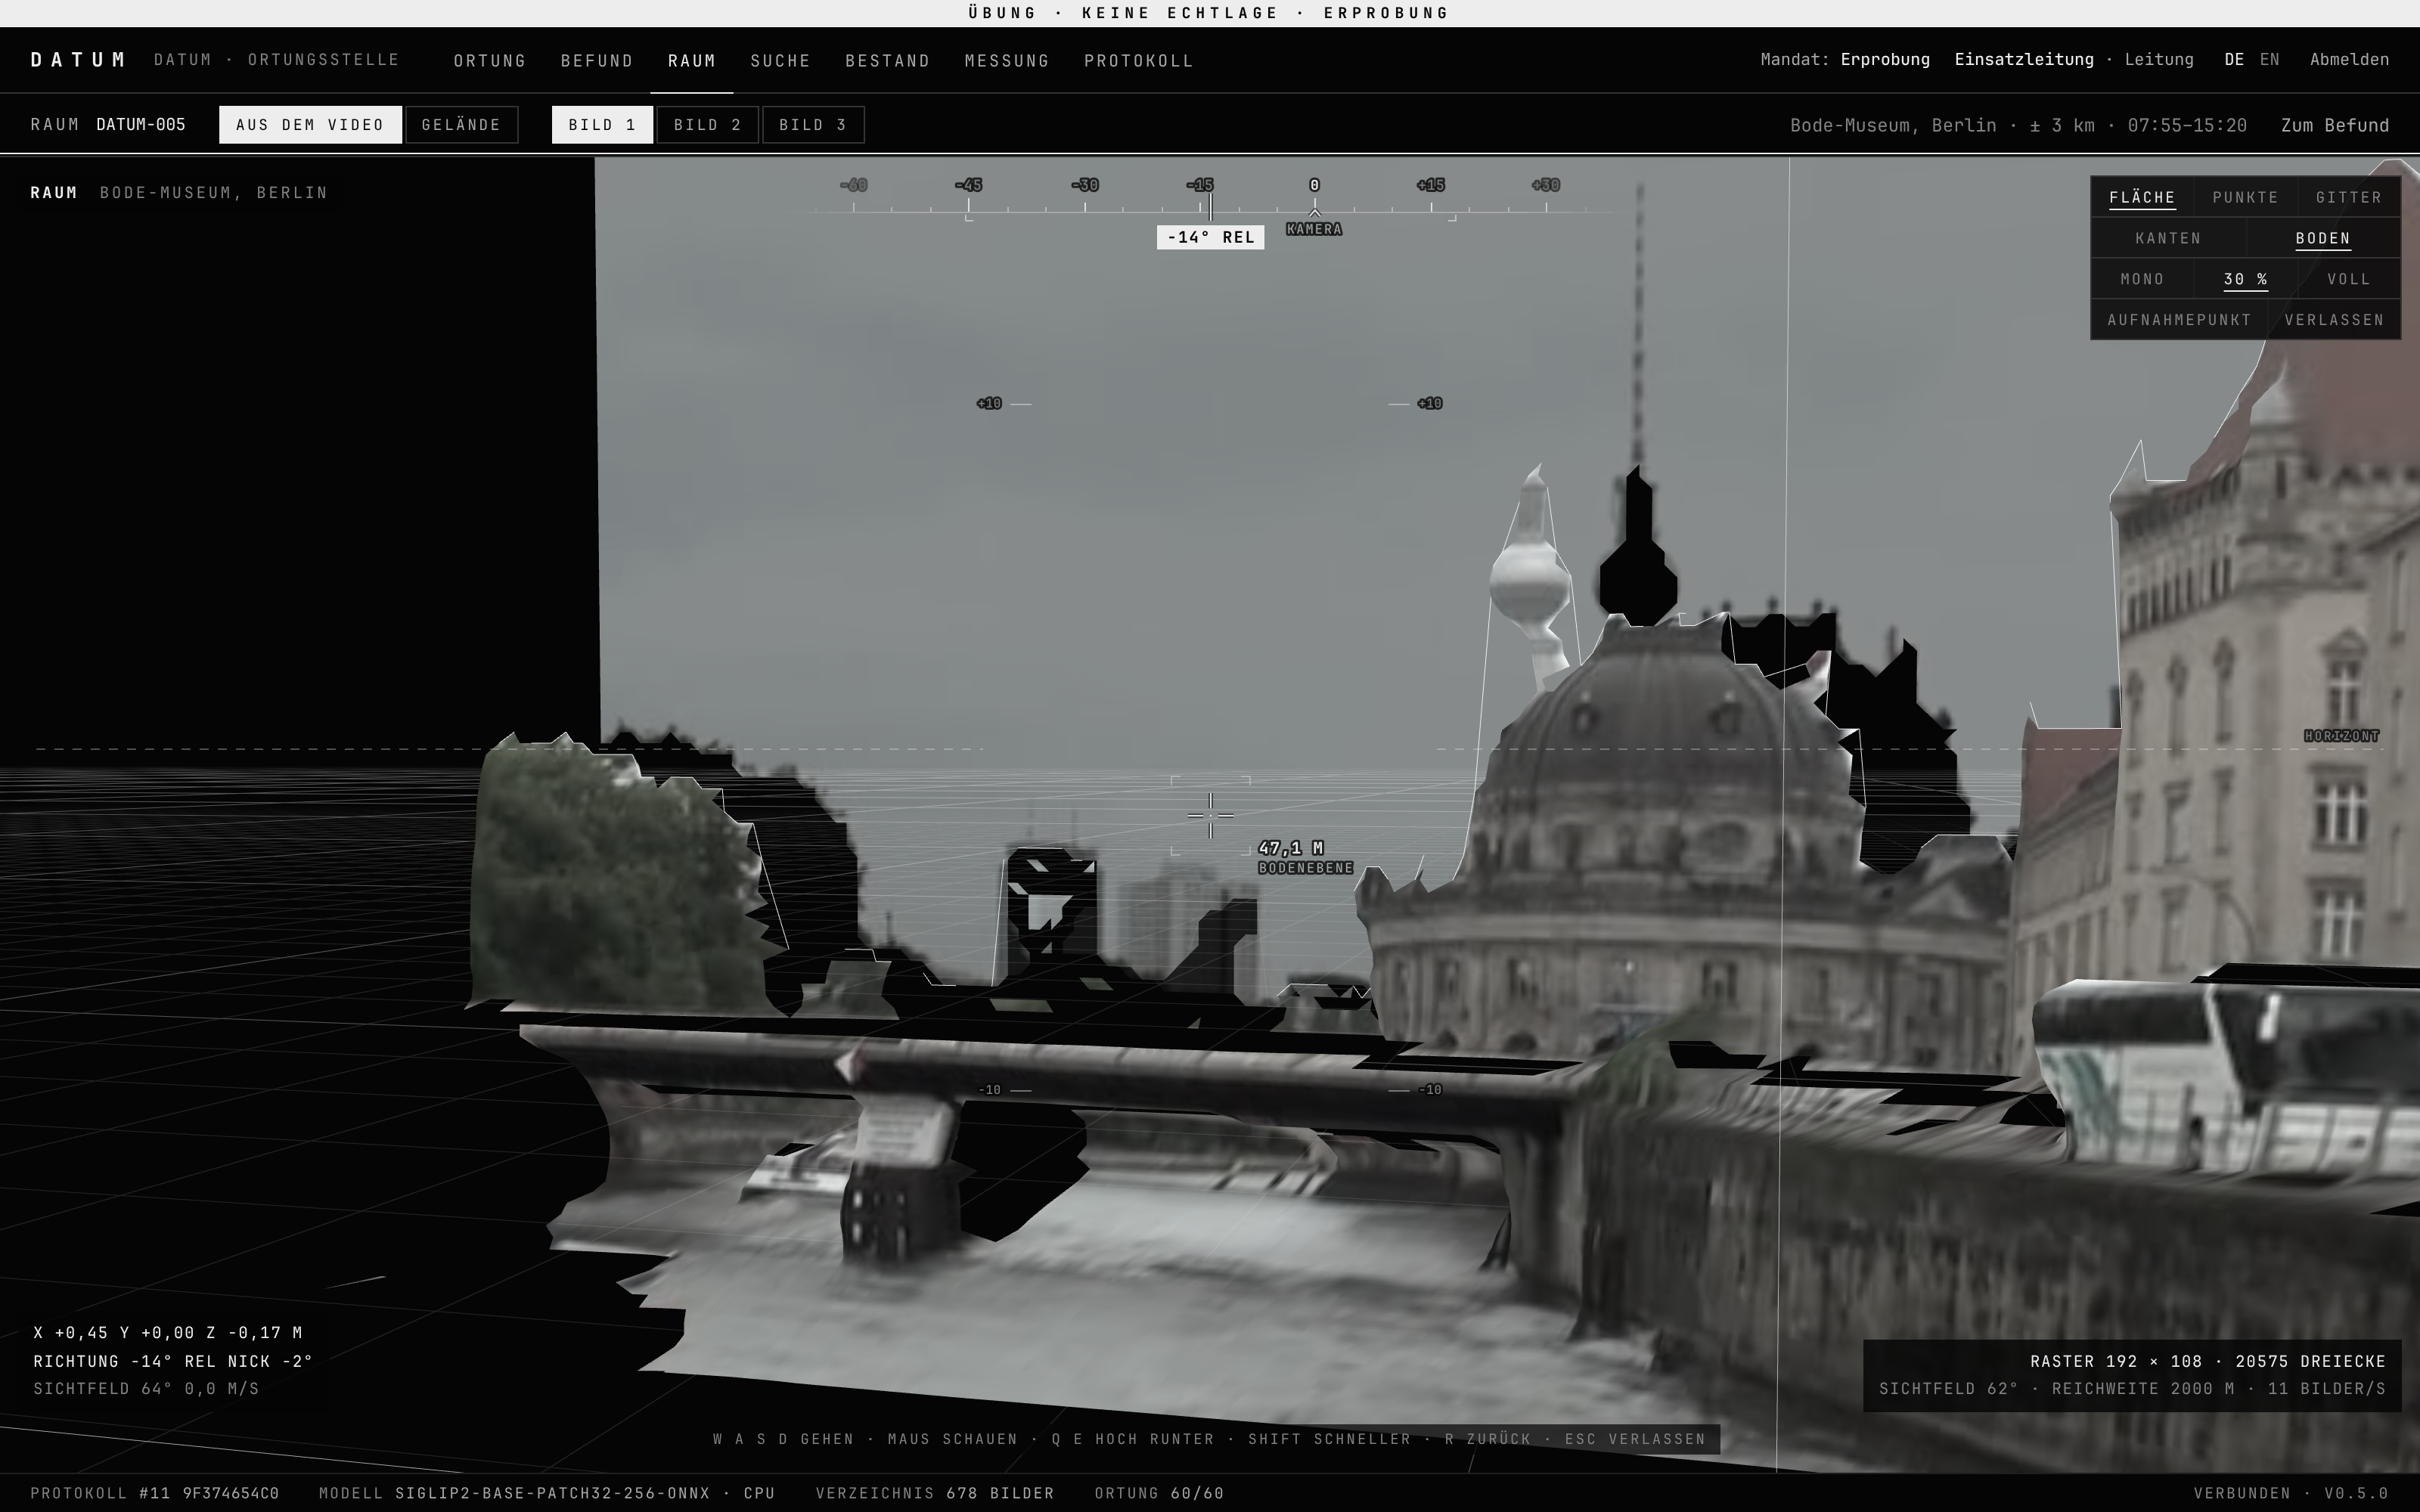 ÜBUNG · KEINE ECHTLAGE · ERPROBUNG
DATUM DATUM · ORTUNGSSTELLE ORTUNG BEFUND RAUM SUCHE BESTAND MESSUNG PROTOKOLL Mandat: Erprobung Einsatzleitung · Leitung DE EN Abmelden
RAUM DATUM-005 AUS DEM VIDEO GELÄNDE BILD 1 BILD 2 BILD 3 Bode-Museum, Berlin · ± 3 km · 07:55–15:20 Zum Befund
RAUM BODE-MUSEUM, BERLIN
-60 -45 -30 -15 0 +15 +30
-14° REL KAMERA
FLÄCHE PUNKTE GITTER
KANTEN BODEN
MONO 30 % VOLL
AUFNAHMEPUNKT VERLASSEN
+10 +10
HORIZONT
47,1 M
BODENEBENE
-10 -10
X +0,45 Y +0,00 Z -0,17 M
RICHTUNG -14° REL NICK -2°
SICHTFELD 64° 0,0 M/S
RASTER 192 × 108 · 20575 DREIECKE
SICHTFELD 62° · REICHWEITE 2000 M · 11 BILDER/S
W A S D GEHEN · MAUS SCHAUEN · Q E HOCH RUNTER · SHIFT SCHNELLER · R ZURÜCK · ESC VERLASSEN
PROTOKOLL #11 9F374654C0 MODELL SIGLIP2-BASE-PATCH32-256-ONNX · CPU VERZEICHNIS 678 BILDER ORTUNG 60/60 VERBUNDEN · V0.5.0